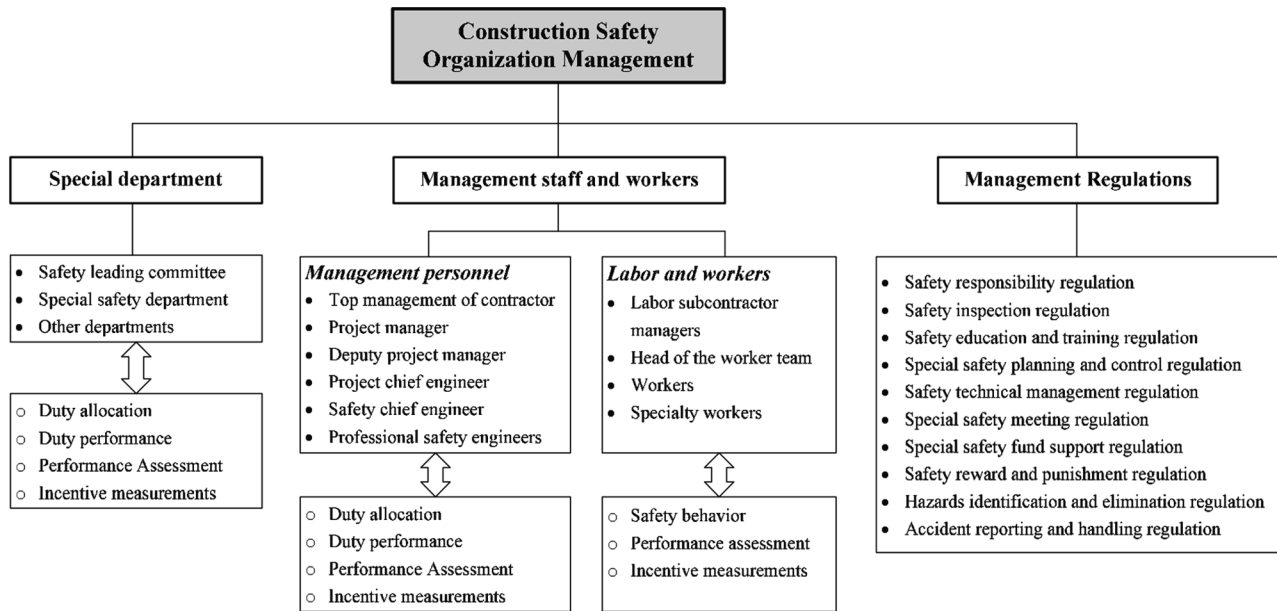 Construction Safety
Organization Management
Special department
Management staff and workers
Management Regulations
• Safety leading committee
• Special safety department
• Other departments
○ Duty allocation
○ Duty performance
○ Performance Assessment
○ Incentive measurements
Management personnel
• Top management of contractor
• Project manager
• Deputy project manager
• Project chief engineer
• Safety chief engineer
• Professional safety engineers
○ Duty allocation
○ Duty performance
○ Performance Assessment
○ Incentive measurements
Labor and workers
• Labor subcontractor
managers
• Head of the worker team
• Workers
• Specialty workers
○ Safety behavior
○ Performance assessment
○ Incentive measurements
• Safety responsibility regulation
• Safety inspection regulation
• Safety education and training regulation
• Special safety planning and control regulation
• Safety technical management regulation
• Special safety meeting regulation
• Special safety fund support regulation
• Safety reward and punishment regulation
• Hazards identification and elimination regulation
• Accident reporting and handling regulation